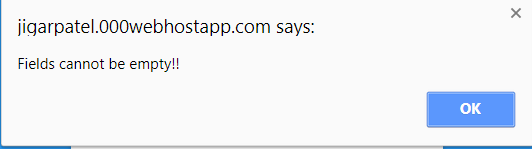 jigarpatel.000webhostapp.com says:
Fields cannot be empty!!
OK